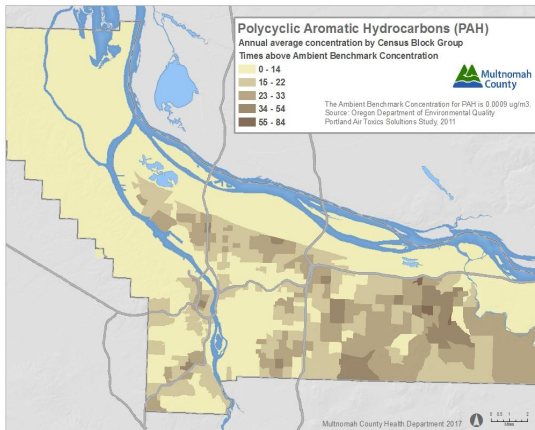 Polycyclic Aromatic Hydrocarbons (PAH)
Annual average concentration by Census Block Group
Times above Ambient Benchmark Concentration
0 - 14
15 - 22
23 - 33
34 - 54
55 - 84
Multnomah
County
The Ambient Benchmark Concentration for PAH is 0.0009 ug/m3.
Source: Oregon Department of Environmental Quality
Portland Air Toxics Solultions Study, 2011
Multnomah County Health Department 2017
0 0.5 1 2
Miles